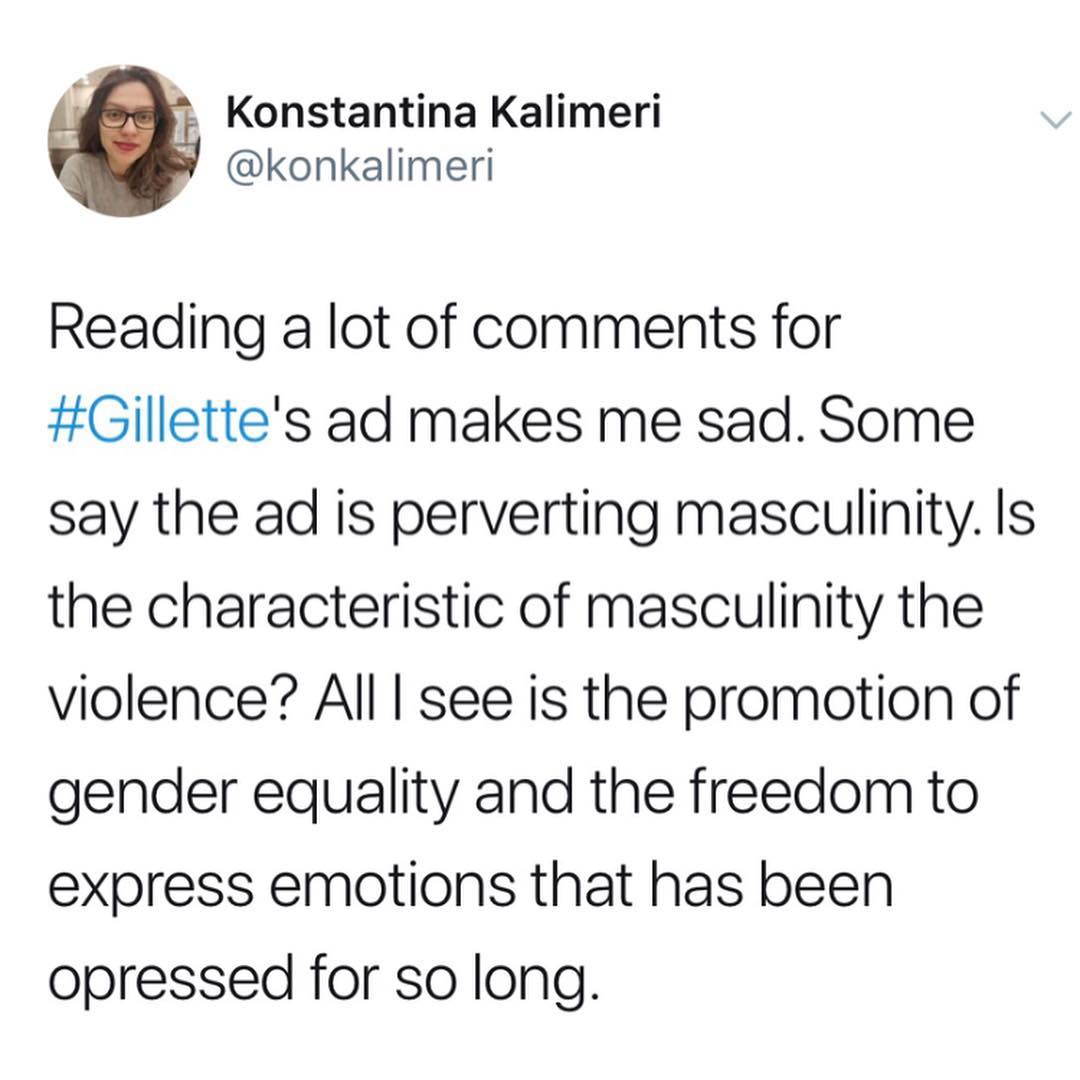 Konstantina Kalimeri
@konkalimeri
Reading a lot of comments for
#Gillette's ad makes me sad. Some
say the ad is perverting masculinity. Is
the characteristic of masculinity the
violence? All I see is the promotion of
gender equality and the freedom to
express emotions that has been
opressed for so long.